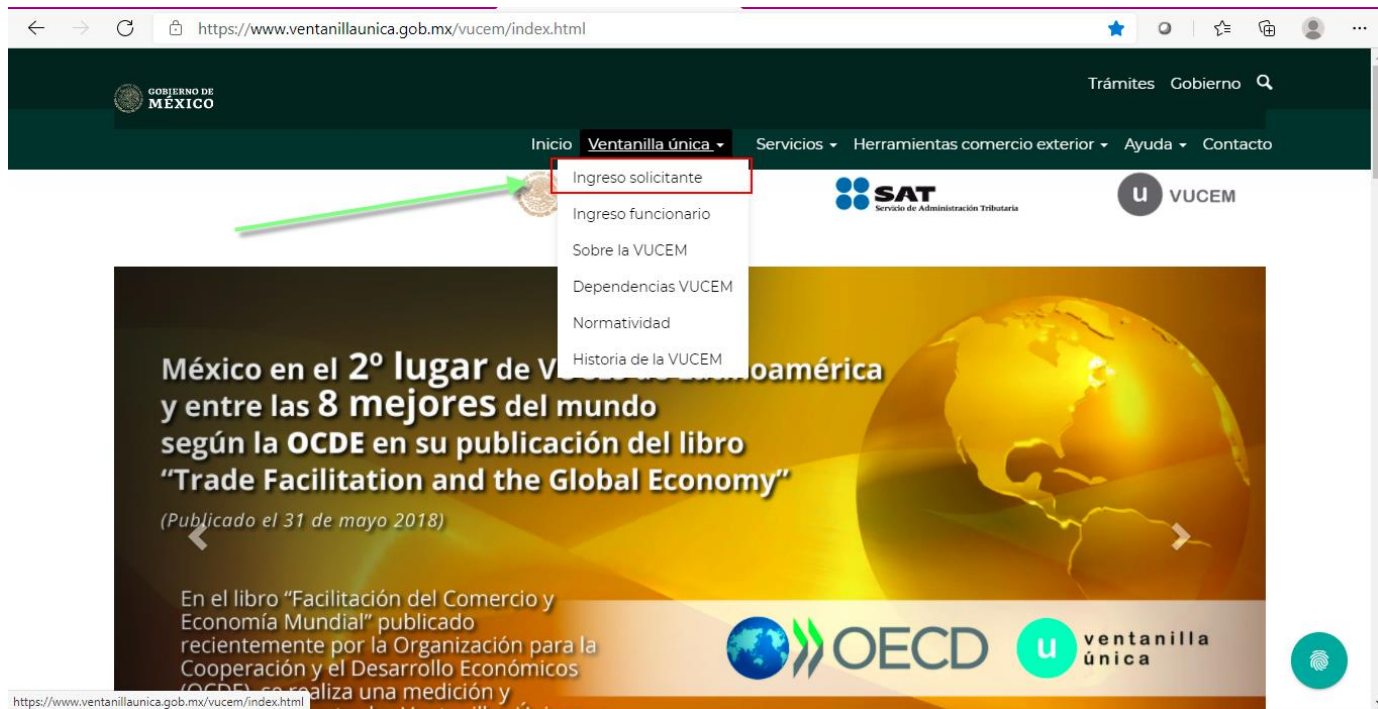 https://www.ventanillaunica.gob.mx/vucem/index.html
GOBIERNO DE
MÉXICO
Trámites Gobierno
Inicio Ventanilla única Servicios Herramientas comercio exterior Ayuda Contacto
Ingreso solicitante
Ingreso funcionario
Sobre la VUCEM
Dependencias VUCEM
Normatividad
Historia de la VUCEM
SAT
Servicio de Administración Tributaria
U VUCEM
México en el 2º lugar de
y entre las 8 mejores del mundo
según la OCDE en su publicación del libro
“Trade Facilitation and the Global Economy”
(Publicado el 31 de mayo 2018)
En el libro “Facilitación del Comercio y
Economía Mundial” publicado
recientemente por la Organización para la
Cooperación y el Desarrollo Económicos
(OCDE), se realiza una medición y
OECD
u ventanilla
única
https://www.ventanillaunica.gob.mx/vucem/index.html